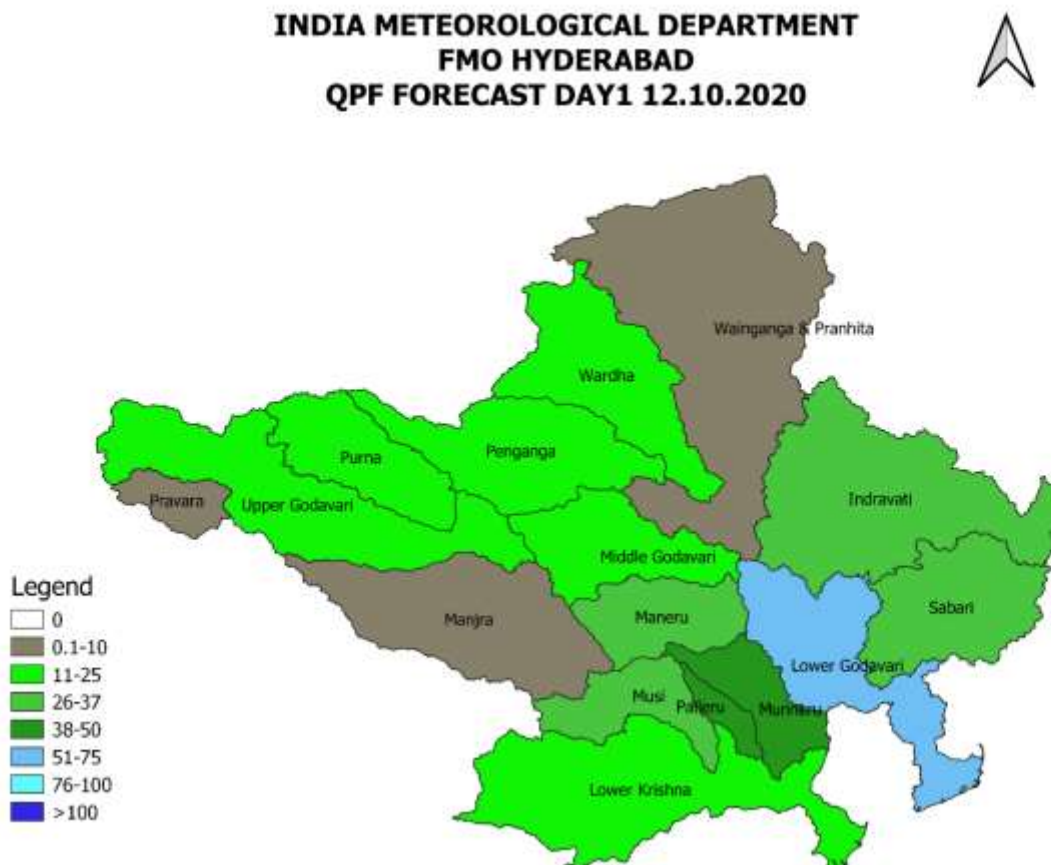 INDIA METEOROLOGICAL DEPARTMENT
FMO HYDERABAD
QPF FORECAST DAY1 12.10.2020
Wainganga & Pranhita
Wardha
Purna
Penganga
Pravara
Upper Godavari
Indravati
Middle Godavari
Manjra
Maneru
Sabari
Lower Godavari
Musi
Paleru
Munneru
Lower Krishna
Legend
0
0.1-10
11-25
26-37
38-50
51-75
76-100
>100